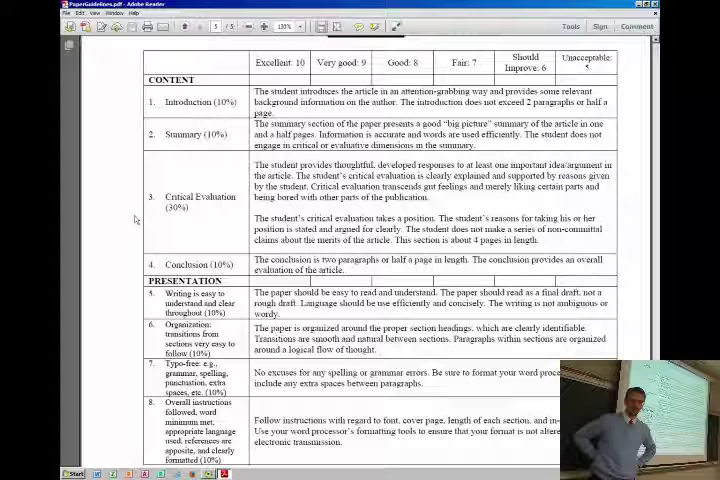 PaperGuidelines.pdf - Adobe Reader
File Edit View Window Help
5 / 5
130%
Tools Sign Comment
Excellent: 10
Very good: 9
Good: 8
Fair: 7
Should Improve: 6
Unacceptable: 5
CONTENT
1. Introduction (10%)
The student introduces the article in an attention-grabbing way and provides some relevant
background information on the author. The introduction does not exceed 2 paragraphs or half a
page.
2. Summary (10%)
The summary section of the paper presents a good "big picture" summary of the article in one
and a half pages. Information is accurate and words are used efficiently. The student does not
engage in critical or evaluative dimensions in the summary.
3. Critical Evaluation
(30%)
The student provides thoughtful, developed responses to at least one important idea/argument in
the article. The student's critical evaluation is clearly explained and supported by reasons given
by the student. Critical evaluation transcends gut feelings and merely liking certain parts and
being bored with other parts of the publication.
The student's critical evaluation takes a position. The student's reasons for taking his or her
position is stated and argued for clearly. The student does not make a series of non-committal
claims about the merits of the article. This section is about 4 pages in length.
4. Conclusion (10%)
The conclusion is two paragraphs or half a page in length. The conclusion provides an overall
evaluation of the article.
PRESENTATION
5. Writing is easy to
understand and clear
throughout (10%)
The paper should be easy to read and understand. The paper should read as a final draft, not a
rough draft. Language should be use efficiently and concisely. The writing is not ambiguous or
wordy.
6. Organization:
transitions from
sections very easy to
follow (10%)
The paper is organized around the proper section headings, which are clearly identifiable.
Transitions are smooth and natural between sections. Paragraphs within sections are organized
around a logical flow of thought.
7. Typo-free: e.g.,
grammar, spelling,
punctuation, extra
spaces, etc. (10%)
No excuses for any spelling or grammar errors. Be sure to format your word
include any extra spaces between paragraphs.
8. Overall instructions
followed, word
minimum met,
appropriate language
used, references are
apposite, and clearly
formatted (10%)
Follow instructions with regard to font, cover page, length of each section, and
Use your word processor's formatting tools to ensure that your format is not
electronic transmission.
Start